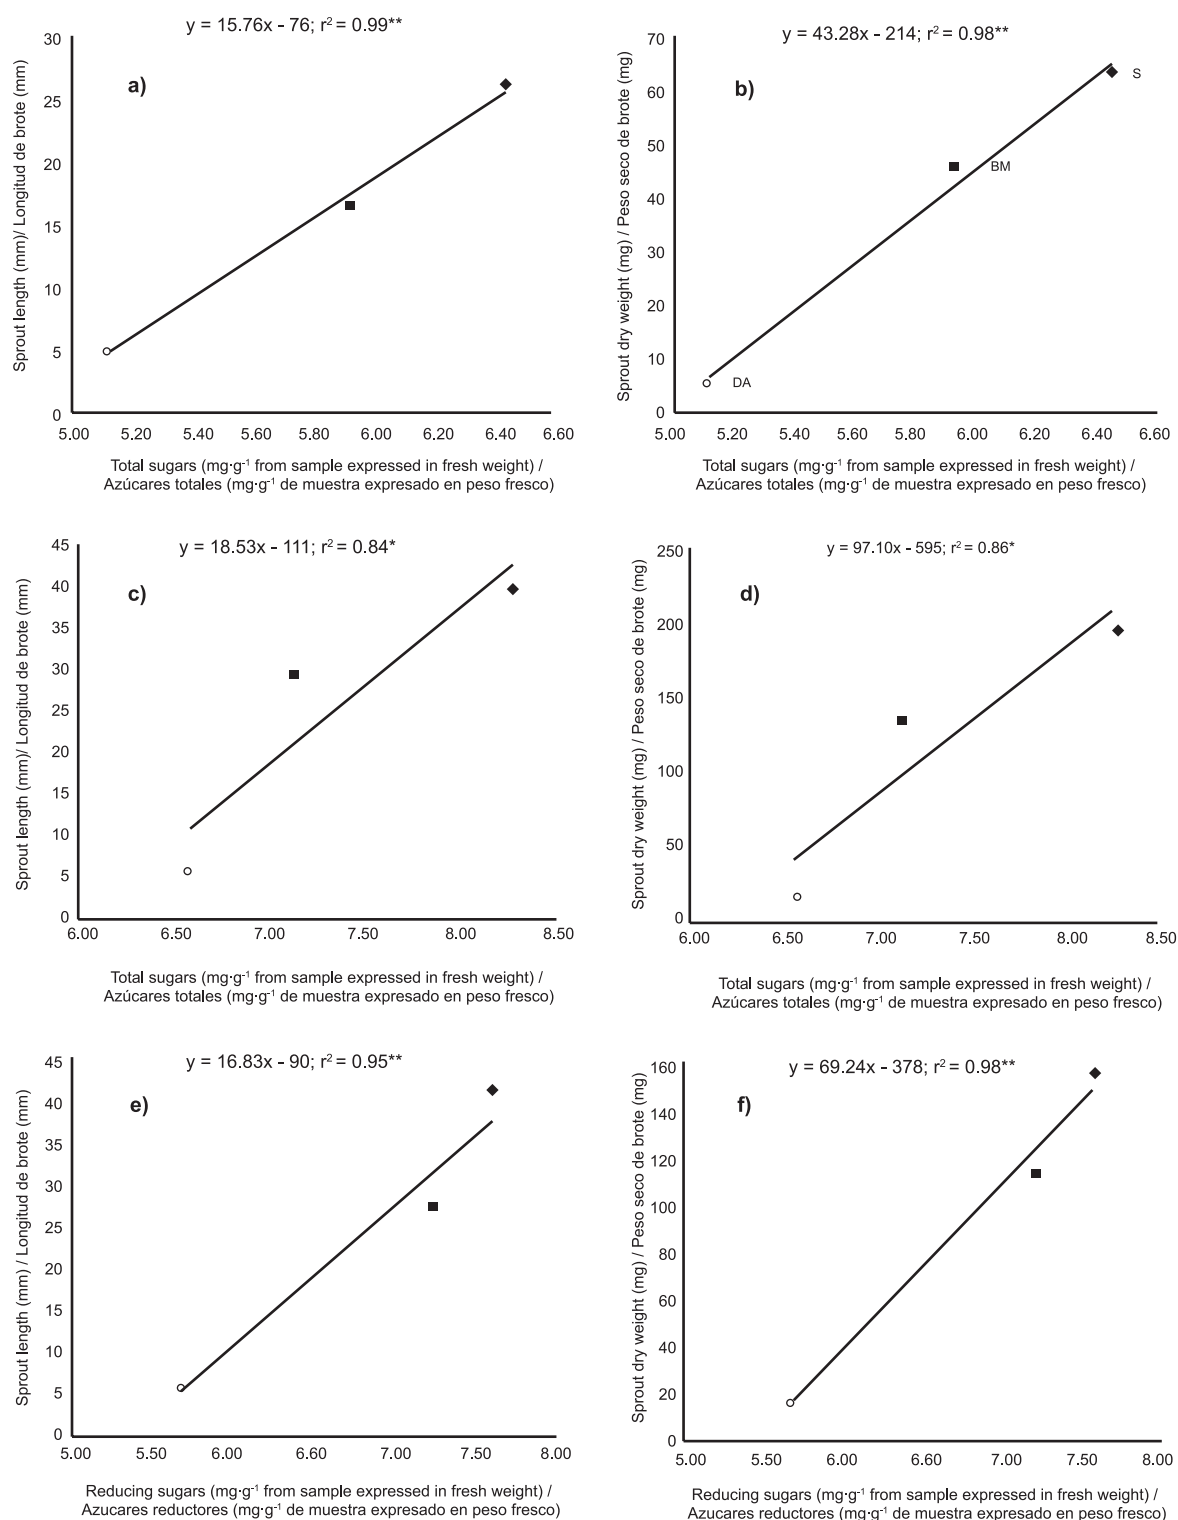 y = 15.76x - 76; r² = 0.99**
a)
Sprout length (mm)/ Longitud de brote (mm)
30
25
20
15
10
5
0
5.00 5.20 5.40 5.60 5.80 6.00 6.20 6.40 6.60
Total sugars (mg·g⁻¹ from sample expressed in fresh weight) /
Azúcares totales (mg·g⁻¹ de muestra expresado en peso fresco)
y = 43.28x - 214; r² = 0.98**
b)
Sprout dry weight (mg) / Peso seco de brote (mg)
70
60
50
40
30
20
10
0
S
BM
DA
5.00 5.20 5.40 5.60 5.80 6.00 6.20 6.40 6.60
Total sugars (mg·g⁻¹ from sample expressed in fresh weight) /
Azúcares totales (mg·g⁻¹ de muestra expresado en peso fresco)
y = 18.53x - 111; r² = 0.84*
c)
Sprout length (mm)/ Longitud de brote (mm)
45
40
35
30
25
20
15
10
5
0
6.00 6.50 7.00 7.50 8.00 8.50
Total sugars (mg·g⁻¹ from sample expressed in fresh weight) /
Azúcares totales (mg·g⁻¹ de muestra expresado en peso fresco)
y = 97.10x - 595; r² = 0.86*
d)
Sprout dry weight (mg) / Peso seco de brote (mg)
250
200
150
100
50
0
6.00 6.50 7.00 7.50 8.00 8.50
Total sugars (mg·g⁻¹ from sample expressed in fresh weight) /
Azúcares totales (mg·g⁻¹ de muestra expresado en peso fresco)
y = 16.83x - 90; r² = 0.95**
e)
Sprout length (mm) / Longitud de brote (mm)
45
40
35
30
25
20
15
10
5
0
5.00 5.50 6.00 6.60 7.00 7.50 8.00
Reducing sugars (mg·g⁻¹ from sample expressed in fresh weight) /
Azucares reductores (mg·g⁻¹ de muestra expresado en peso fresco)
y = 69.24x - 378; r² = 0.98**
f)
Sprout dry weight (mg) / Peso seco de brote (mg)
160
140
120
100
80
60
40
20
0
5.00 5.50 6.00 6.60 7.00 7.50 8.00
Reducing sugars (mg·g⁻¹ from sample expressed in fresh weight) /
Azucares reductores (mg·g⁻¹ de muestra expresado en peso fresco)